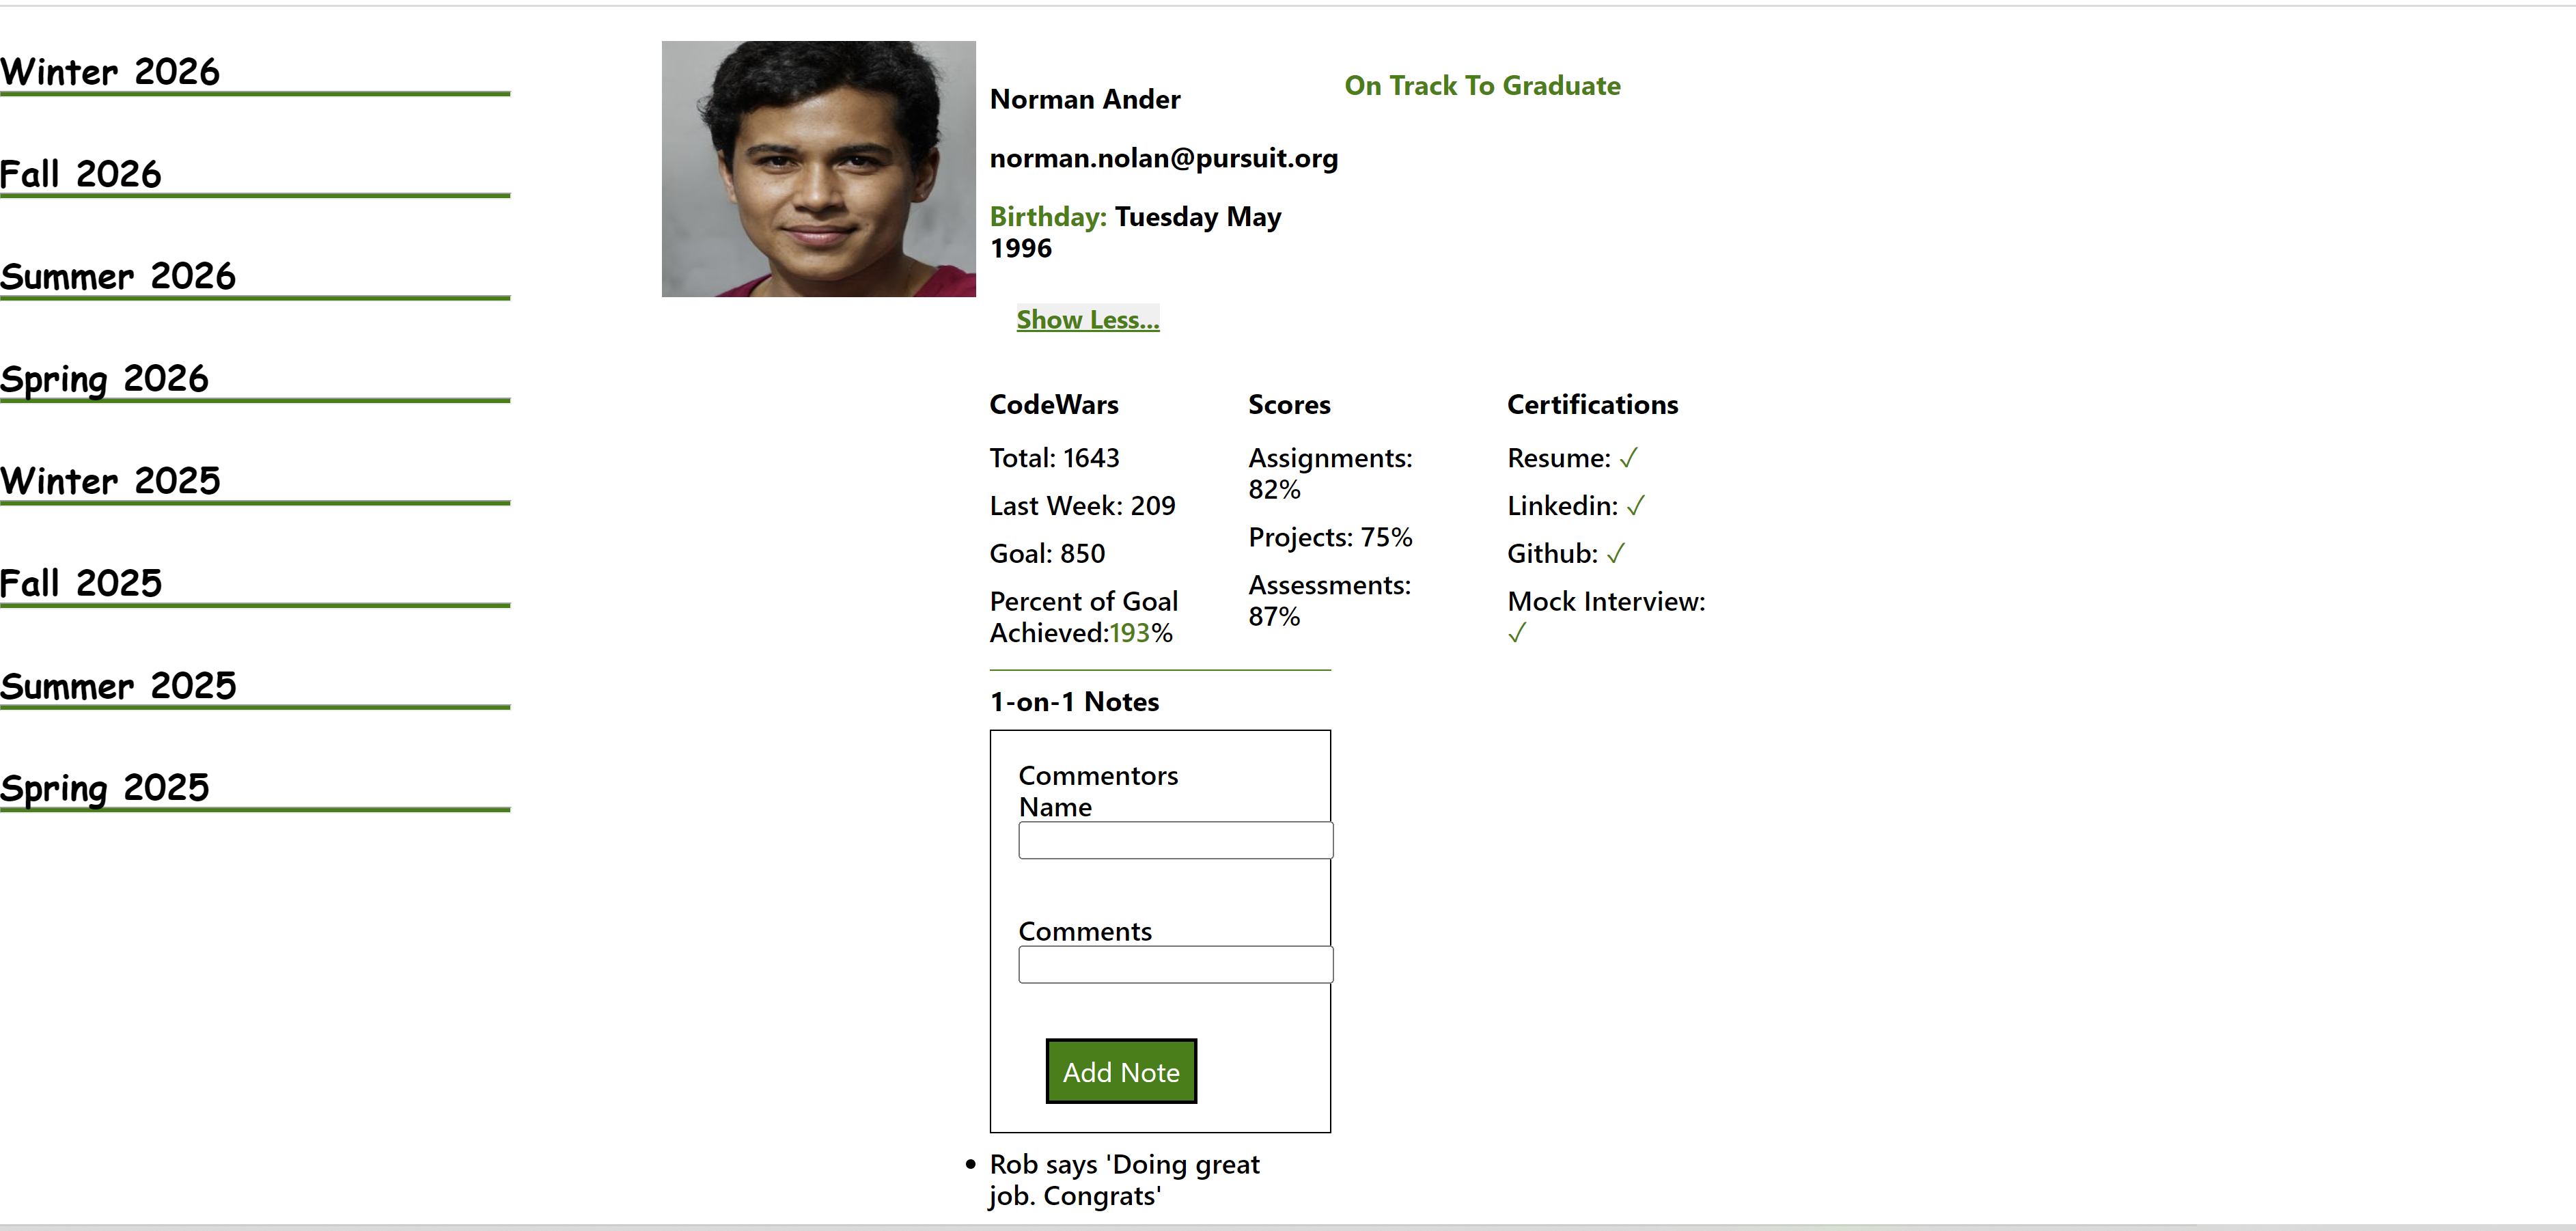 Winter 2026
Fall 2026
Summer 2026
Spring 2026
Winter 2025
Fall 2025
Summer 2025
Spring 2025
Norman Ander
On Track To Graduate
norman.nolan@pursuit.org
Birthday: Tuesday May
1996
Show Less...
CodeWars
Total: 1643
Last Week: 209
Goal: 850
Percent of Goal
Achieved:193%
Scores
Assignments:
82%
Projects: 75%
Assessments:
87%
Certifications
Resume: ✓
Linkedin: ✓
Github: ✓
Mock Interview:
✓
1-on-1 Notes
Commentors
Name
Comments
Add Note
• Rob says 'Doing great
job. Congrats'